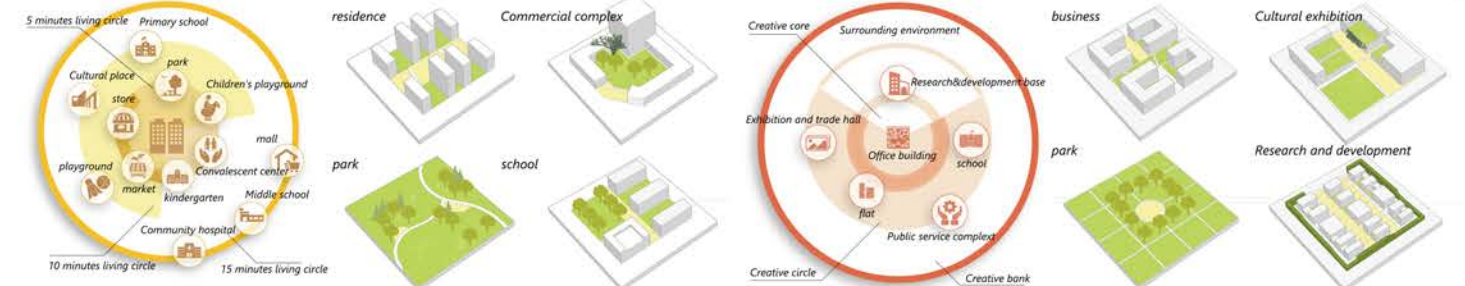 5 minutes living circle
Primary school
park
Cultural place
Children's playground
store
mall
playground
market
Convalescent center
kindergarten
Middle school
Community hospital
10 minutes living circle
15 minutes living circle
residence
Commercial complex
park
school
Creative core
Surrounding environment
Research&development base
Exhibition and trade hall
Office building
school
flat
Public service complext
Creative circle
Creative bank
business
Cultural exhibition
park
Research and development